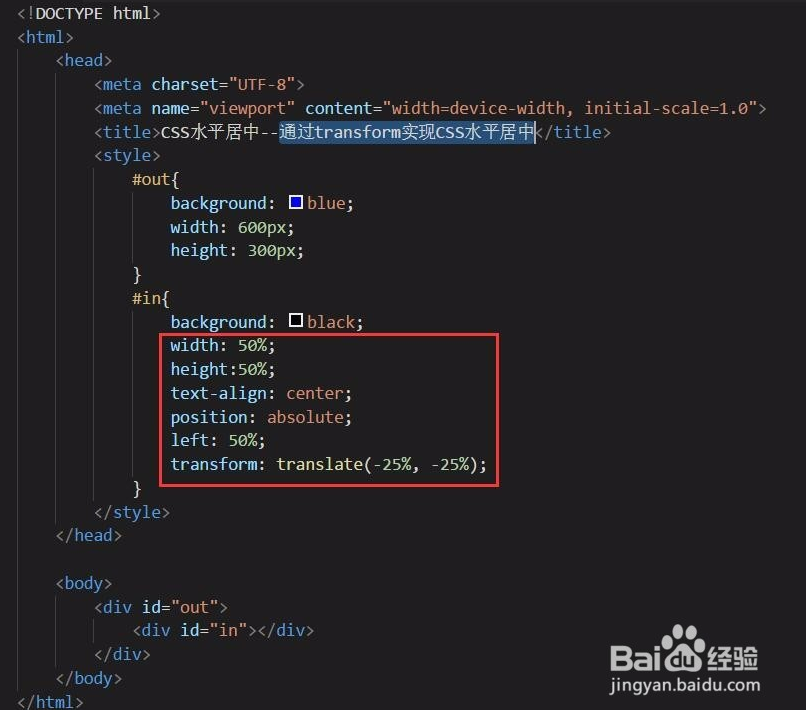 <!DOCTYPE html>
<html>
<head>
<meta charset="UTF-8">
<meta name="viewport" content="width=device-width, initial-scale=1.0">
<title>CSS水平居中--通过transform实现CSS水平居中</title>
<style>
#out{
background: blue;
width: 600px;
height: 300px;
}
#in{
background: black;
width: 50%;
height:50%;
text-align: center;
position: absolute;
left: 50%;
transform: translate(-25%, -25%);
}
</style>
</head>
<body>
<div id="out">
<div id="in"></div>
</div>
</body>
</html>
Baidu经验
jingyan.baidu.com